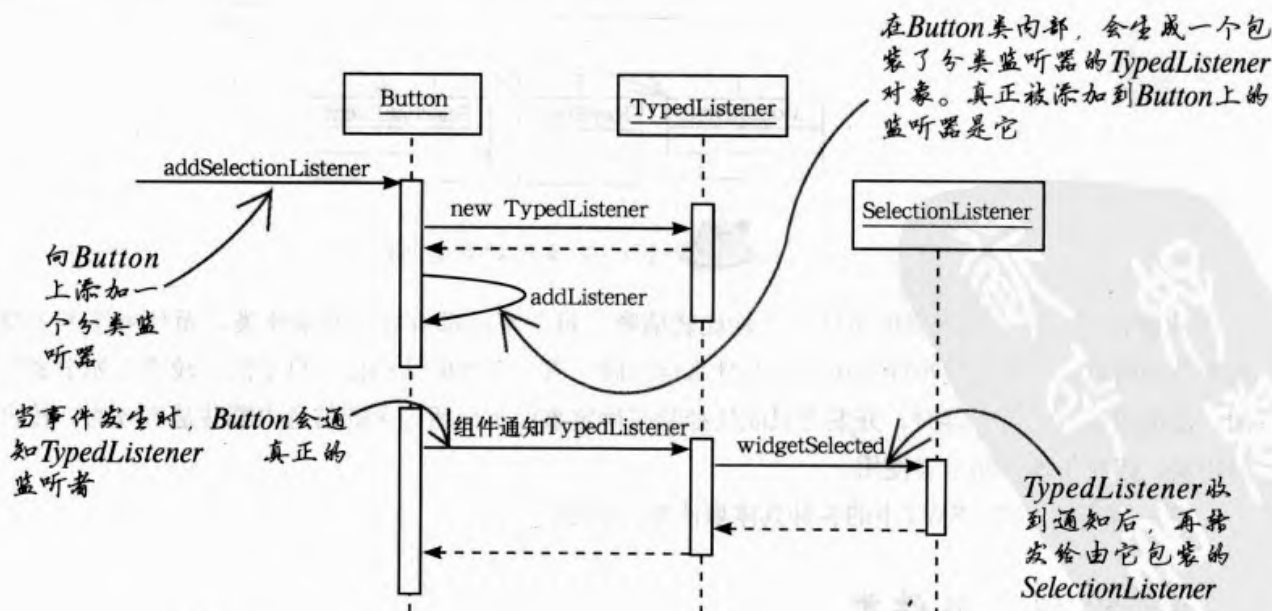 在Button类内部，会生成一个包
装了分类监听器的TypedListener
对象。真正被添加到Button上的
监听器是它
Button
TypedListener
addSelectionListener
SelectionListener
new TypedListener
向Button
上添加一
个分类监
听器
addListener
当事件发生时 Button会通
知TypedListener 真正的
监听者
组件通知TypedListener
widgetSelected
TypedListener收
到通知后，再转
发给由它包装的
SelectionListener